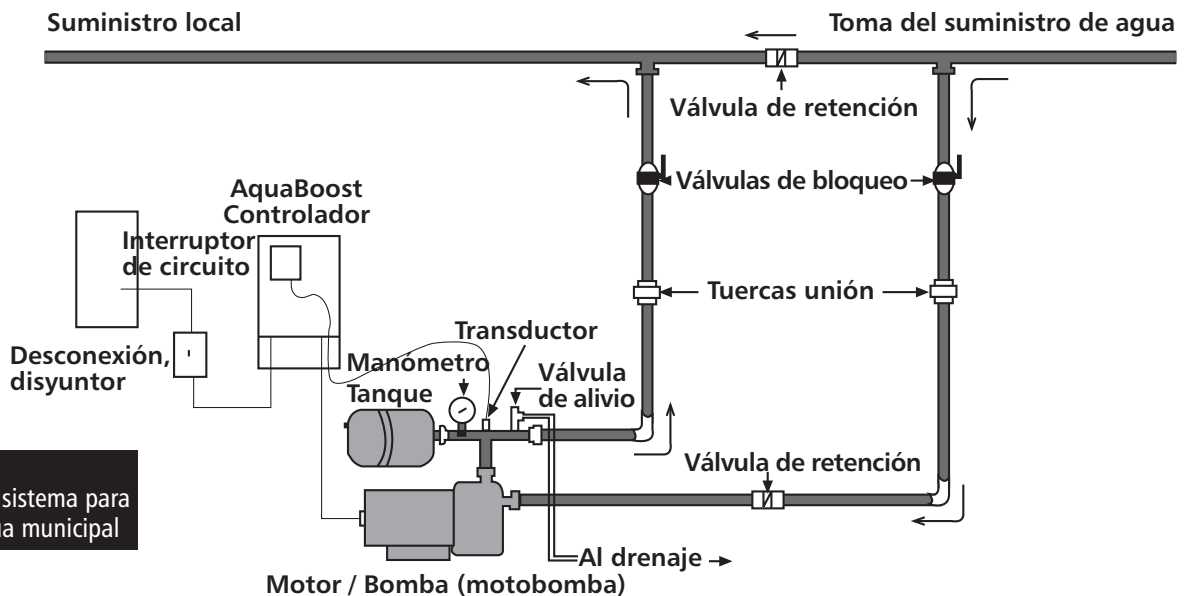 Suministro local
Toma del suministro de agua
Válvula de retención
Válvulas de bloqueo
AquaBoost
Controlador
Interruptor
de circuito
Tuercas unión
Transductor
Desconexión,
disyuntor
Manómetro
Válvula
de alivio
Tanque
Válvula de retención
sistema para
ua municipal
Al drenaje
Motor / Bomba (motobomba)